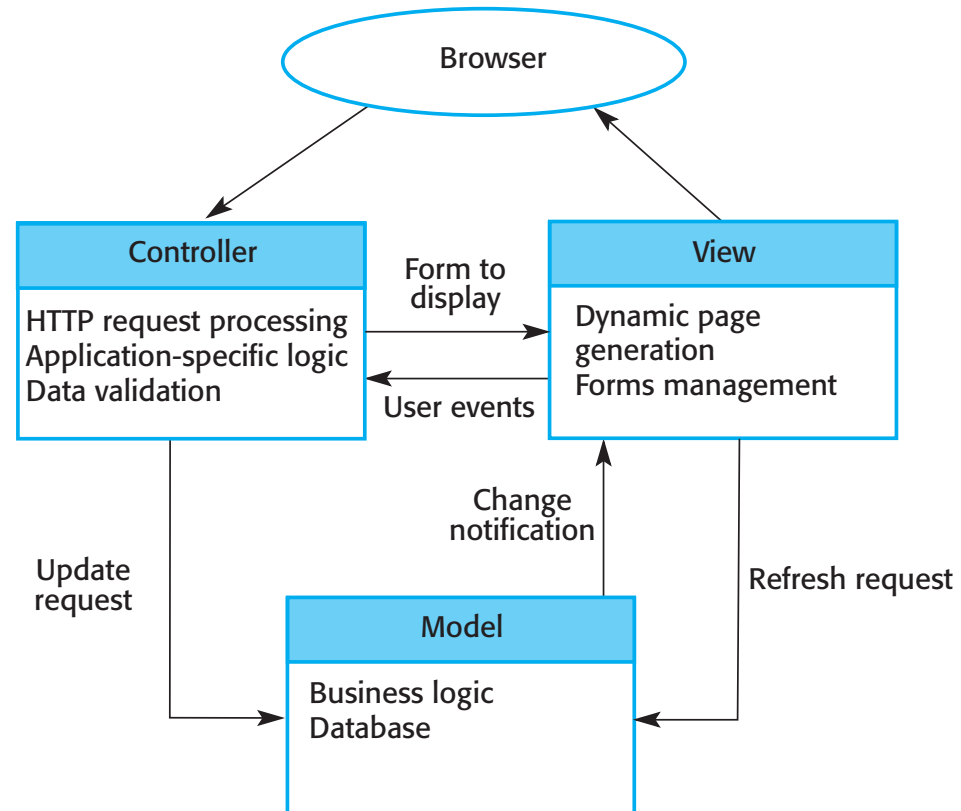 Browser
Controller
HTTP request processing
Application-specific logic
Data validation
Form to
display
User events
View
Dynamic page
generation
Forms management
Update
request
Change
notification
Refresh request
Model
Business logic
Database